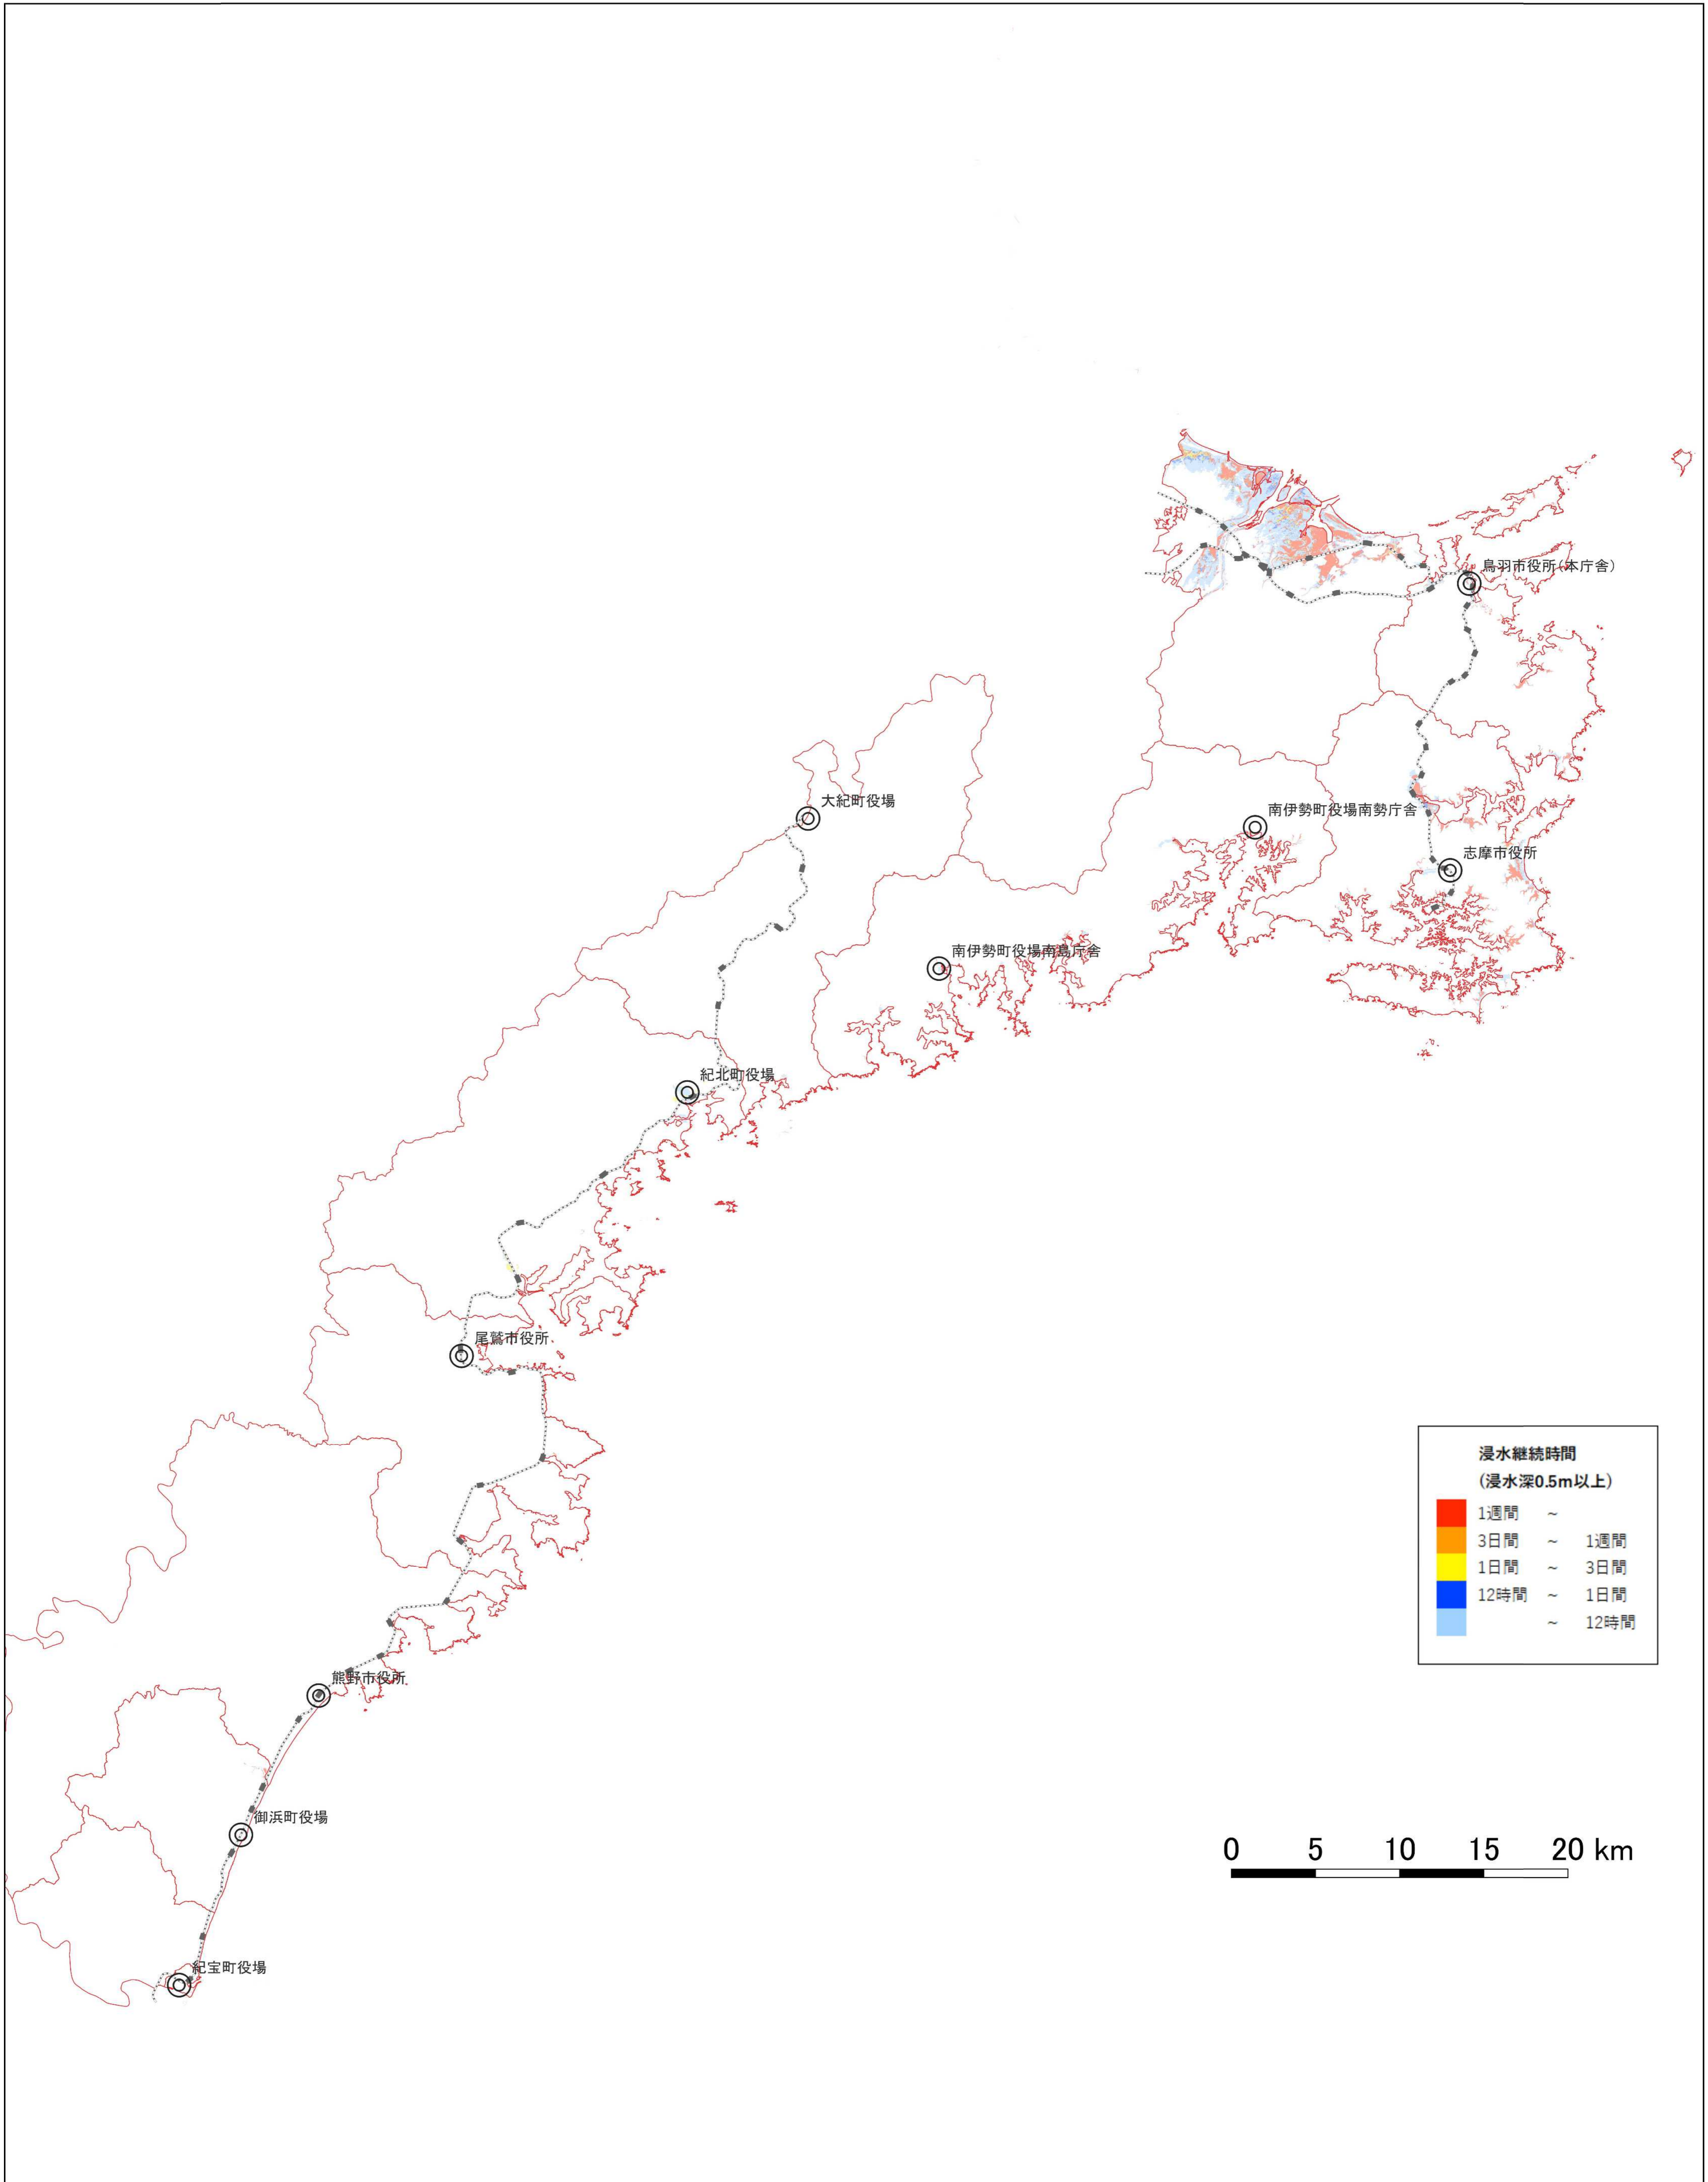 鳥羽市役所(本庁舎)
大紀町役場
南伊勢町役場南勢庁舎
志摩市役所
南伊勢町役場南島庁舎
紀北町役場
尾鷲市役所
浸水継続時間
(浸水深0.5m以上)
1週間 ~
3日間 ~ 1週間
1日間 ~ 3日間
12時間 ~ 1日間
~ 12時間
熊野市役所
御浜町役場
0 5 10 15 20 km
紀宝町役場